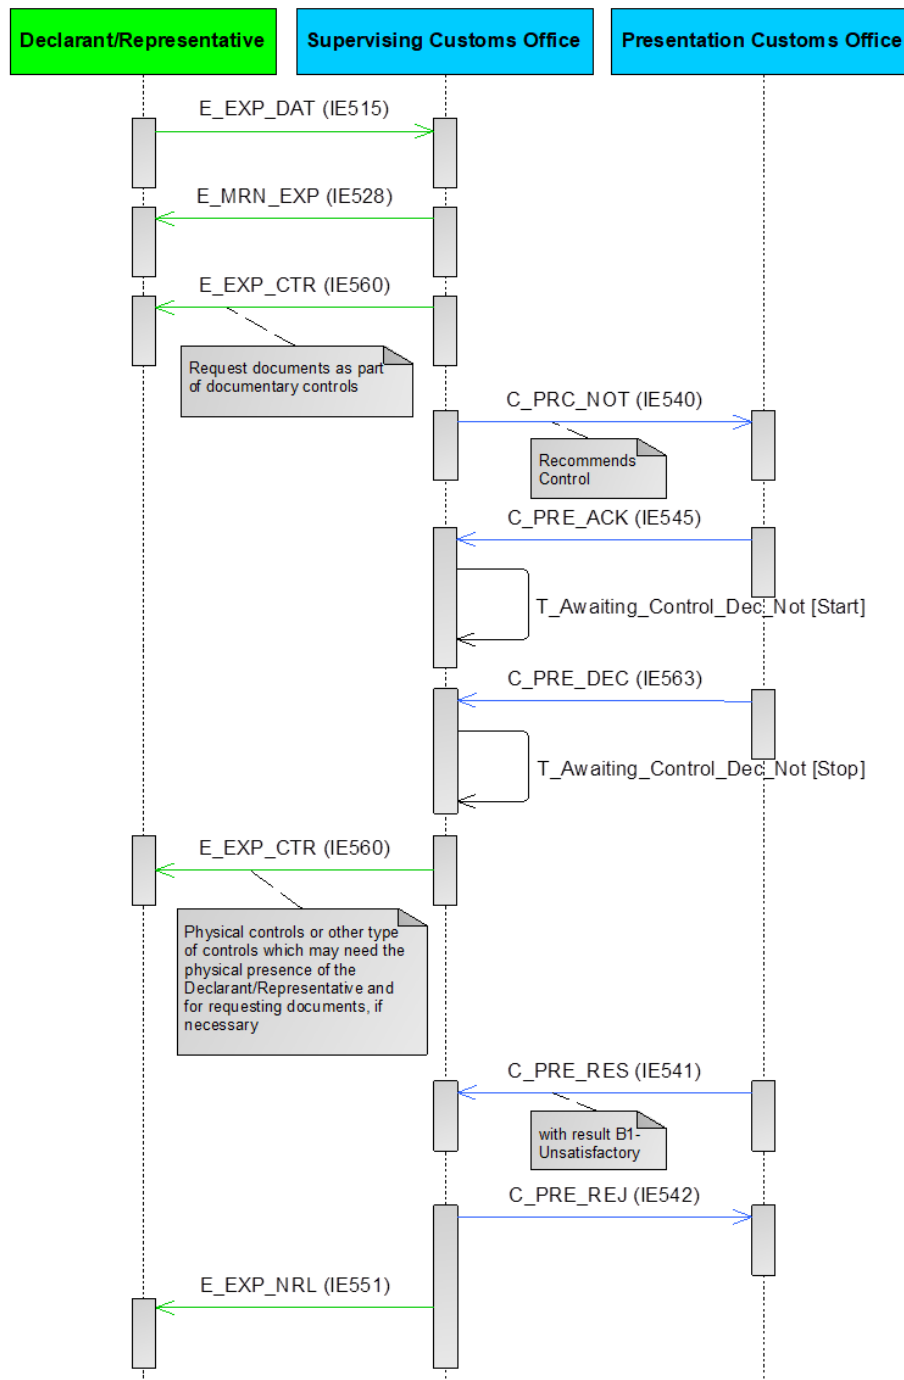 Declarant/Representative
Supervising Customs Office
Presentation Customs Office
E_EXP_DAT (IE515)
E_MRN_EXP (IE528)
E_EXP_CTR (IE560)
Request documents as part
of documentary controls
C_PRC_NOT (IE540)
Recommends
Control
C_PRE_ACK (IE545)
T_Awaiting_Control_Dec_Not [Start]
C_PRE_DEC (IE563)
T_Awaiting_Control_Dec_Not [Stop]
E_EXP_CTR (IE560)
Physical controls or other type
of controls which may need the
physical presence of the
Declarant/Representative and
for requesting documents, if
necessary
C_PRE_RES (IE541)
with result B1-
Unsatisfactory
C_PRE_REJ (IE542)
E_EXP_NRL (IE551)